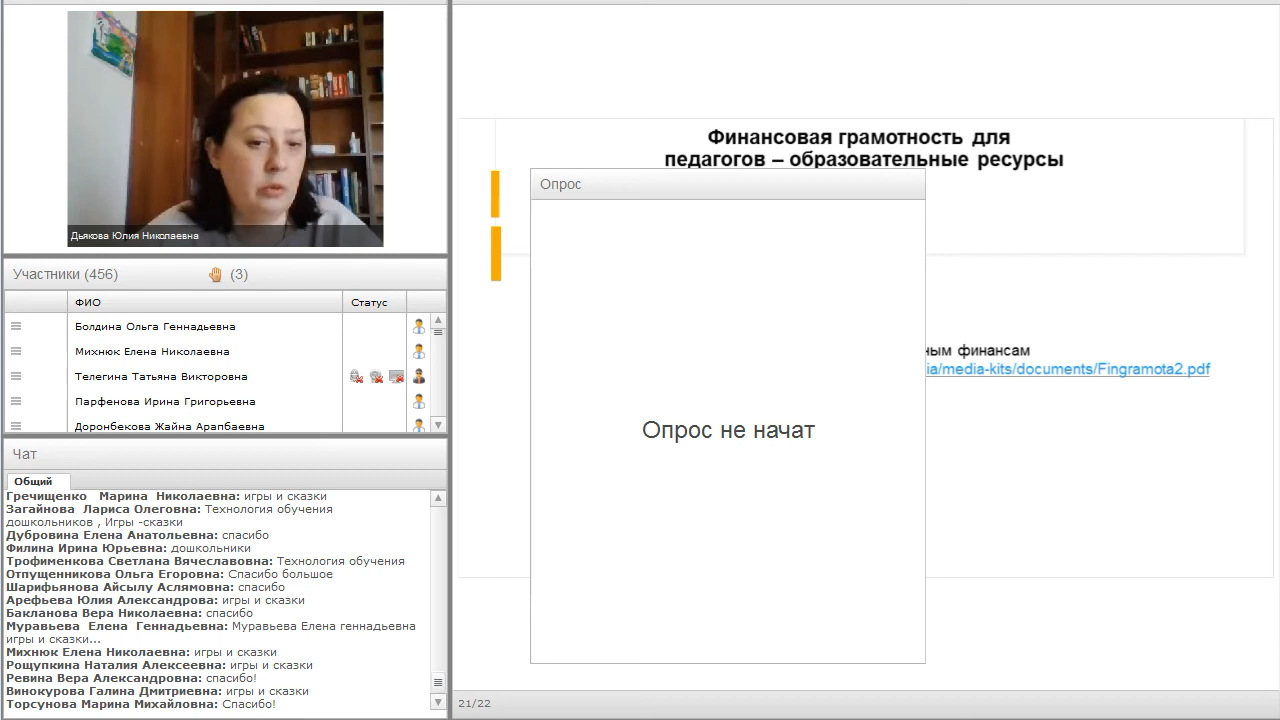 Дьякова Юлия Николаевна
Участники (456)
(3)
ФИО
Статус
Болдина Ольга Геннадьевна
Михнюк Елена Николаевна
Телегина Татьяна Викторовна
Парфенова Ирина Григорьевна
Доронбекова Жайна Арапбаевна
Чат
Общий
Гречищенко Марина Николаевна: игры и сказки
Загайнова Лариса Олеговна: Технология обучения
дошкольников , Игры -сказки
Дубровина Елена Анатольевна: спасибо
Филина Ирина Юрьевна: дошкольники
Трофименкова Светлана Вячеславовна: Технология обучения
Отпущенникова Ольга Егоровна: Спасибо большое
Шарифьянова Айсылу Аслямовна: спасибо
Арефьева Юлия Александрова: игры и сказки
Бакланова Вера Николаевна: спасибо
Муравьева Елена Геннадьевна: Муравьева Елена геннадьевна
игры и сказки...
Михнюк Елена Николаевна: игры и сказки
Рощупкина Наталия Алексеевна: игры и сказки
Ревина Вера Александровна: спасибо!
Винокурова Галина Дмитриевна: игры и сказки
Торсунова Марина Михайловна: Спасибо!
Финансовая грамотность для
педагогов – образовательные ресурсы
Опрос
ным финансам
ia/media-kits/documents/Fingramota2.pdf
Опрос не начат
21/22